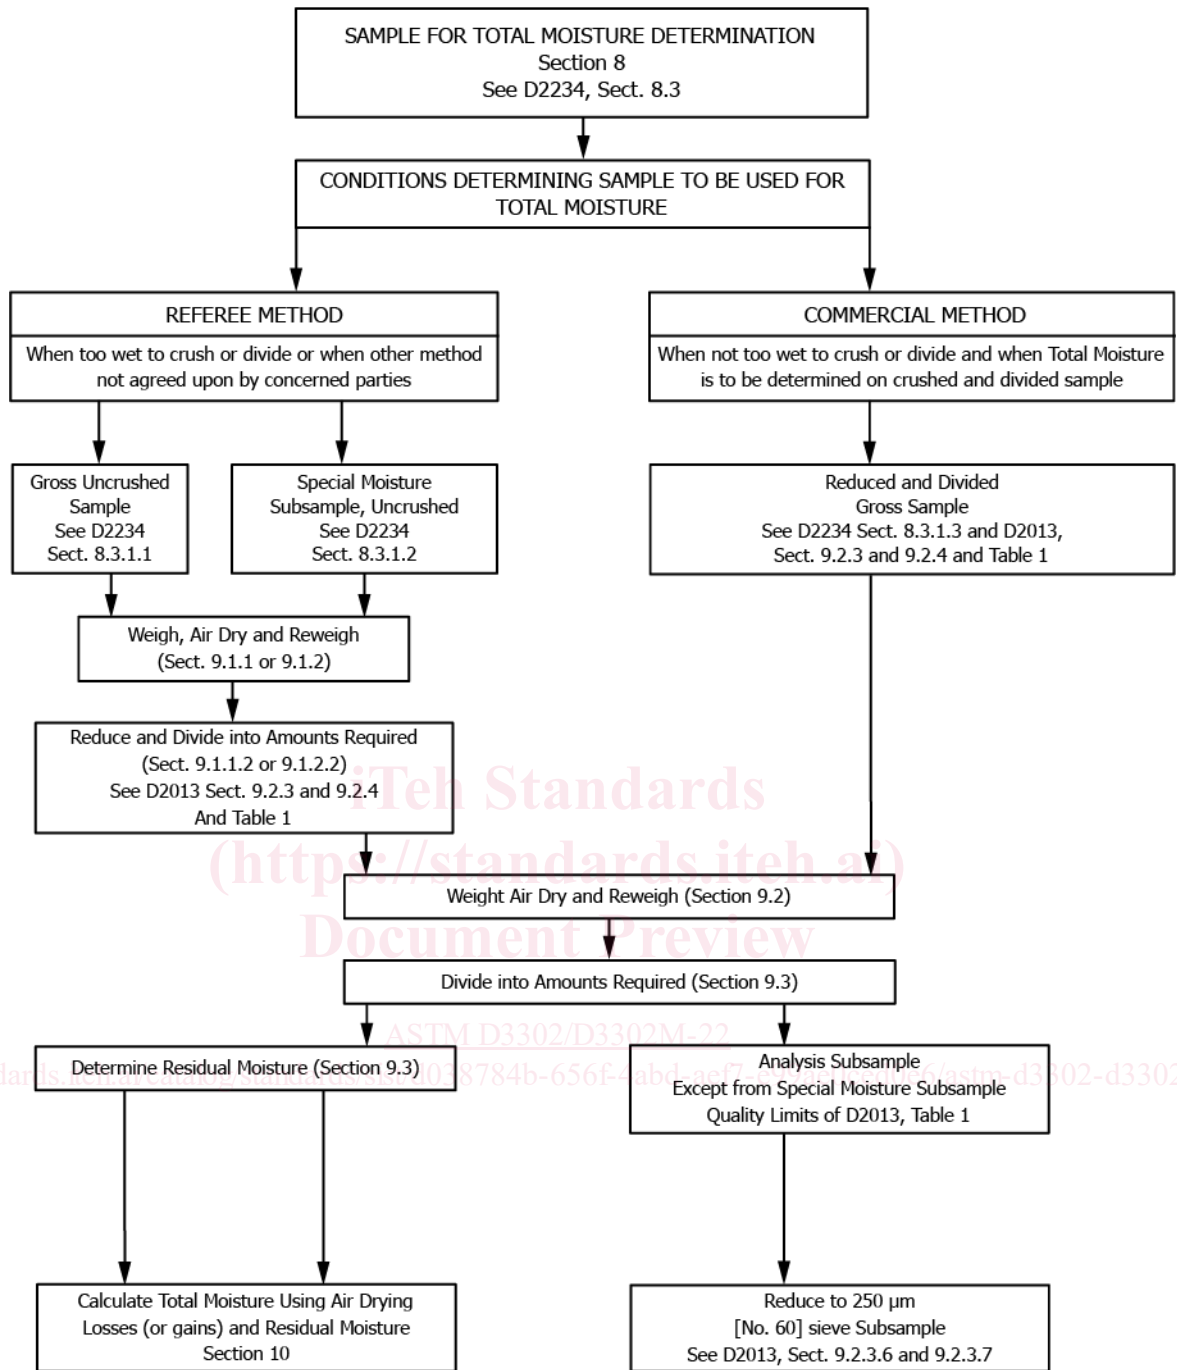 SAMPLE FOR TOTAL MOISTURE DETERMINATION
Section 8
See D2234, Sect. 8.3
CONDITIONS DETERMINING SAMPLE TO BE USED FOR
TOTAL MOISTURE
REFEREE METHOD
When too wet to crush or divide or when other method
not agreed upon by concerned parties
COMMERCIAL METHOD
When not too wet to crush or divide and when Total Moisture
is to be determined on crushed and divided sample
Gross Uncrushed
Sample
See D2234
Sect. 8.3.1.1
Special Moisture
Subsample, Uncrushed
See D2234
Sect. 8.3.1.2
Reduced and Divided
Gross Sample
See D2234 Sect. 8.3.1.3 and D2013,
Sect. 9.2.3 and 9.2.4 and Table 1
Weigh, Air Dry and Reweigh
(Sect. 9.1.1 or 9.1.2)
Reduce and Divide into Amounts Required
(Sect. 9.1.1.2 or 9.1.2.2)
See D2013 Sect. 9.2.3 and 9.2.4
And Table 1
iTeh Standards
(https://standards.iteh.ai)
Document Preview
Weight Air Dry and Reweigh (Section 9.2)
Divide into Amounts Required (Section 9.3)
ASTM D3302/D3302M-22
Determine Residual Moisture (Section 9.3)
Analysis Subsample
Except from Special Moisture Subsample
Quality Limits of D2013, Table 1
Calculate Total Moisture Using Air Drying
Losses (or gains) and Residual Moisture
Section 10
Reduce to 250 µm
[No. 60] sieve Subsample
See D2013, Sect. 9.2.3.6 and 9.2.3.7